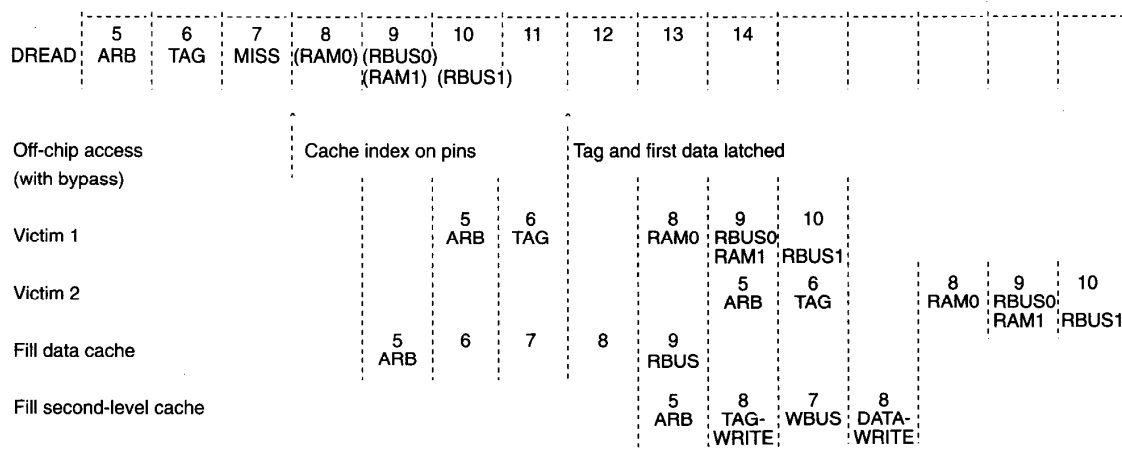 5 6 7 8 9 10 11 12 13 14
DREAD ARB TAG MISS (RAM0) (RBUS0)
(RAM1) (RBUS1)
Off-chip access Cache index on pins Tag and first data latched
(with bypass)
5 6 8 9 10
Victim 1 ARB TAG RAM0 RBUS0
RAM1 RBUS1
5 6 8 9 10
Victim 2 ARB TAG RAM0 RBUS0
RAM1 RBUS1
5 6 7 8 9
Fill data cache ARB RBUS
5 8 7 8
Fill second-level cache ARB TAG- WBUS DATA-
WRITE WRITE